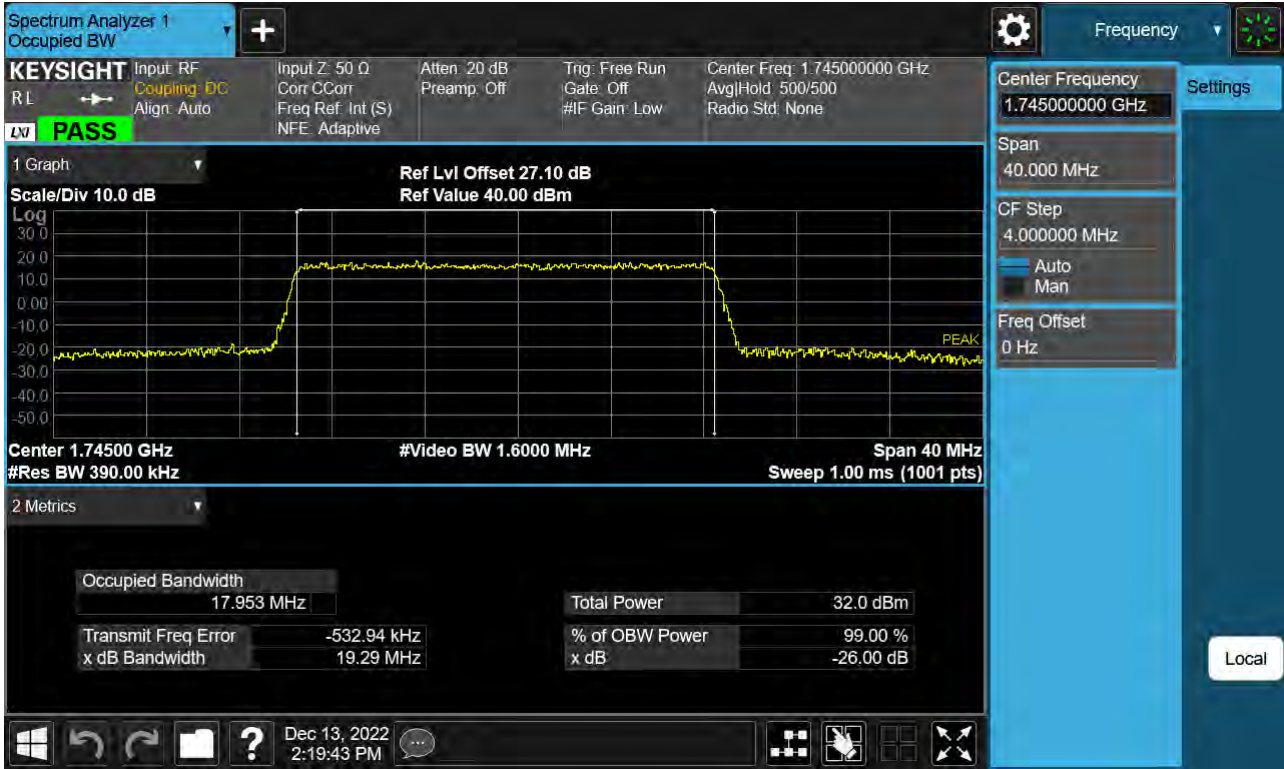 Spectrum Analyzer 1
Occupied BW
Frequency
KEYSIGHT
R L
LXI
PASS
Input: RF
Coupling: DC
Align: Auto
Input Z: 50 Ω
Corr CCorr
Freq Ref: Int (S)
NFE: Adaptive
Atten: 20 dB
Preamp: Off
Trig: Free Run
Gate: Off
#IF Gain: Low
Center Freq: 1.745000000 GHz
Avg|Hold: 500/500
Radio Std: None
Center Frequency
1.745000000 GHz
Settings
Span
40.000 MHz
CF Step
4.000000 MHz
Auto
Man
Freq Offset
0 Hz
Local
1 Graph
Scale/Div 10.0 dB
Ref Lvl Offset 27.10 dB
Ref Value 40.00 dBm
Log
30.0
20.0
10.0
0.00
-10.0
-20.0
-30.0
-40.0
-50.0
PEAK
Center 1.74500 GHz
#Res BW 390.00 kHz
#Video BW 1.6000 MHz
Span 40 MHz
Sweep 1.00 ms (1001 pts)
2 Metrics
Occupied Bandwidth
17.953 MHz
Transmit Freq Error -532.94 kHz
x dB Bandwidth 19.29 MHz
Total Power 32.0 dBm
% of OBW Power 99.00 %
x dB -26.00 dB
Dec 13, 2022
2:19:43 PM